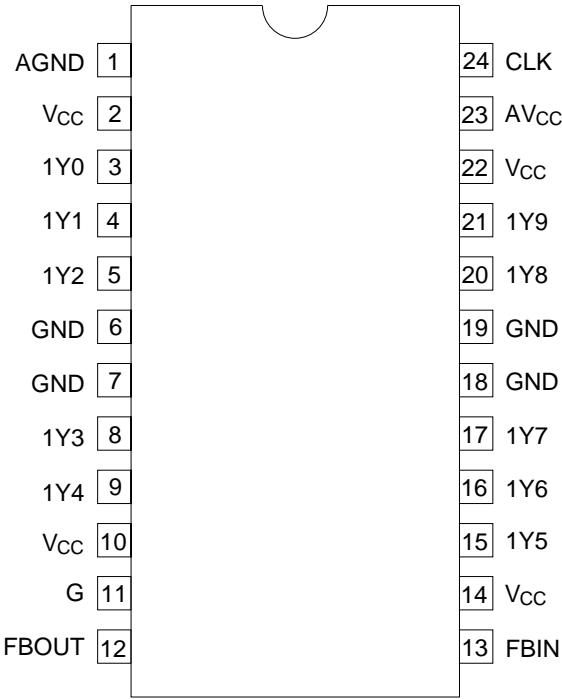 AGND 1 24 CLK
VCC 2 23 AVCC
1Y0 3 22 VCC
1Y1 4 21 1Y9
1Y2 5 20 1Y8
GND 6 19 GND
GND 7 18 GND
1Y3 8 17 1Y7
1Y4 9 16 1Y6
VCC 10 15 1Y5
G 11 14 VCC
FBOUT 12 13 FBIN